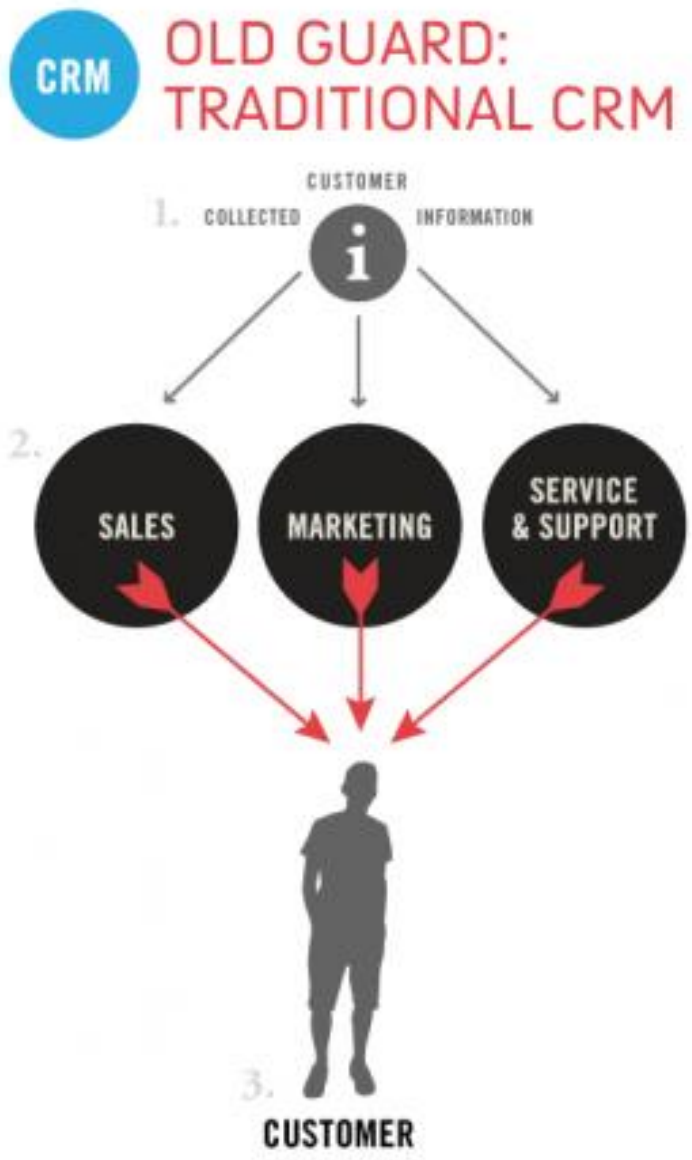 CRM
OLD GUARD:
TRADITIONAL CRM
CUSTOMER
1. COLLECTED i INFORMATION
2.
SALES
MARKETING
SERVICE
& SUPPORT
3.
CUSTOMER